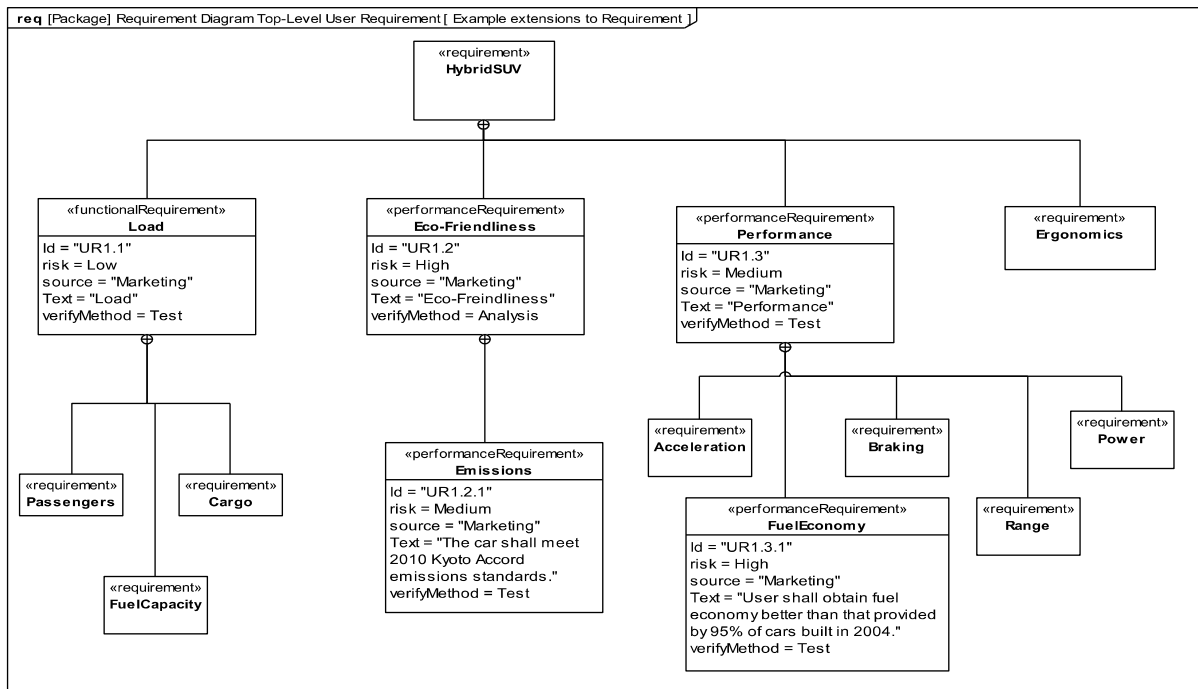 req [Package] Requirement Diagram Top-Level User Requirement [ Example extensions to Requirement ]
«requirement»
HybridSUV
«functionalRequirement»
Load
Id = "UR1.1"
risk = Low
source = "Marketing"
Text = "Load"
verifyMethod = Test
«performanceRequirement»
Eco-Friendliness
Id = "UR1.2"
risk = High
source = "Marketing"
Text = "Eco-Freindliness"
verifyMethod = Analysis
«performanceRequirement»
Performance
Id = "UR1.3"
risk = Medium
source = "Marketing"
Text = "Performance"
verifyMethod = Test
«requirement»
Ergonomics
«requirement»
Passengers
«requirement»
FuelCapacity
«requirement»
Cargo
«performanceRequirement»
Emissions
Id = "UR1.2.1"
risk = Medium
source = "Marketing"
Text = "The car shall meet
2010 Kyoto Accord
emissions standards."
verifyMethod = Test
«requirement»
Acceleration
«performanceRequirement»
FuelEconomy
Id = "UR1.3.1"
risk = High
source = "Marketing"
Text = "User shall obtain fuel
economy better than that provided
by 95% of cars built in 2004."
verifyMethod = Test
«requirement»
Braking
«requirement»
Range
«requirement»
Power